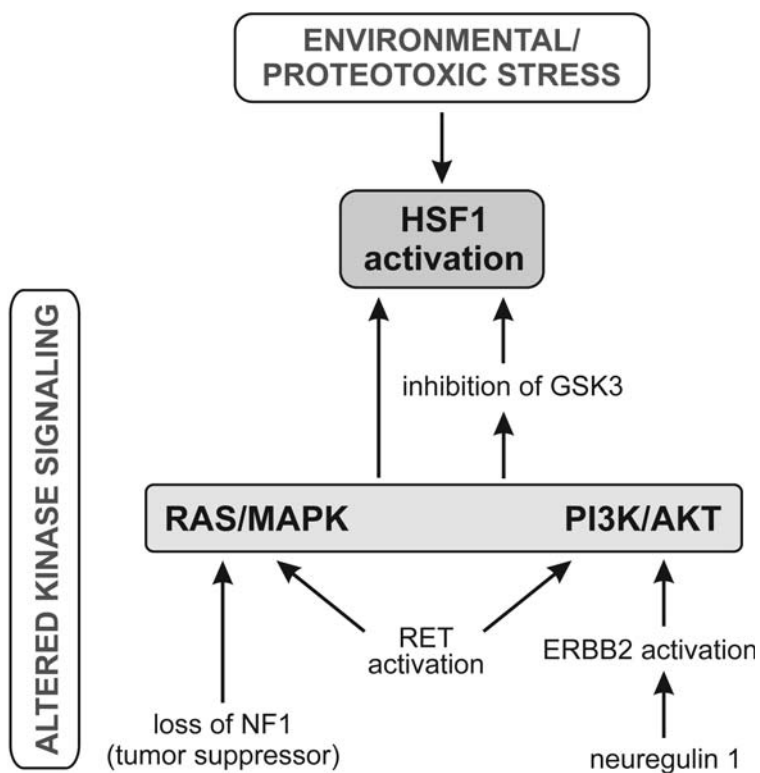 ENVIRONMENTAL/
PROTEOTOXIC STRESS
HSF1
activation
inhibition of GSK3
ALTERED KINASE SIGNALING
RAS/MAPK
PI3K/AKT
RET
activation
ERBB2 activation
loss of NF1
(tumor suppressor)
neuregulin 1